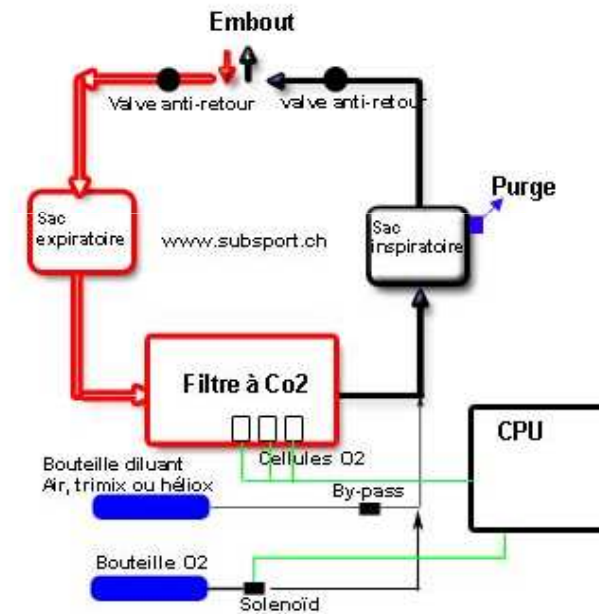 Embout
Valve anti-retour
valve anti-retour
Purge
Sac
expiratoire
www.subsport.ch
Sac
inspiratoire
Filtre à Co2
CPU
Cellules O2
Bouteille diluant
Air, trimix ou héliox
By-pass
Bouteille O2
Solenoïd